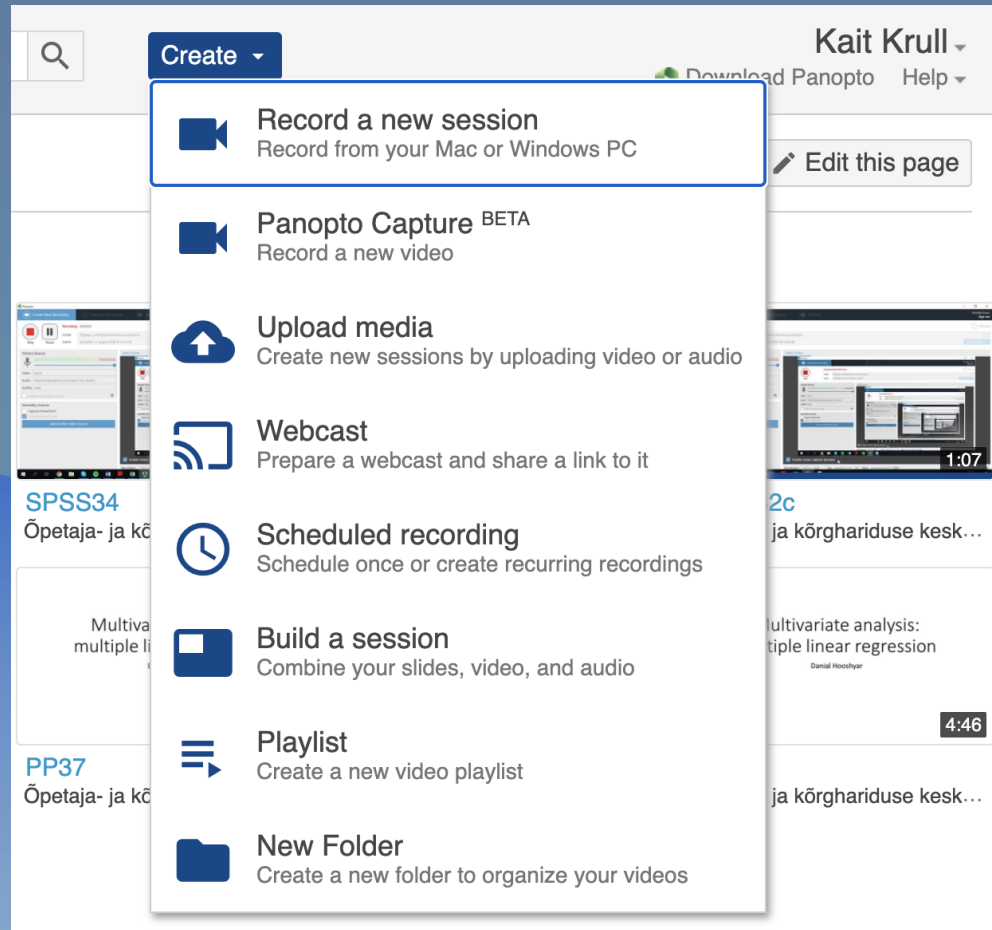 Create
Kait Krull
Download Panopto
Help
Record a new session
Record from your Mac or Windows PC
Edit this page
Panopto Capture BETA
Record a new video
Upload media
Create new sessions by uploading video or audio
Webcast
Prepare a webcast and share a link to it
1:07
SPSS34
2c
Õpetaja- ja kõ
ja kõrghariduse kesk...
Scheduled recording
Schedule once or create recurring recordings
Multiva
multiple li
ultivariate analysis:
tiple linear regression
Danial Hooshyar
Build a session
Combine your slides, video, and audio
4:46
Playlist
Create a new video playlist
PP37
Õpetaja- ja kõ
ja kõrghariduse kesk...
New Folder
Create a new folder to organize your videos